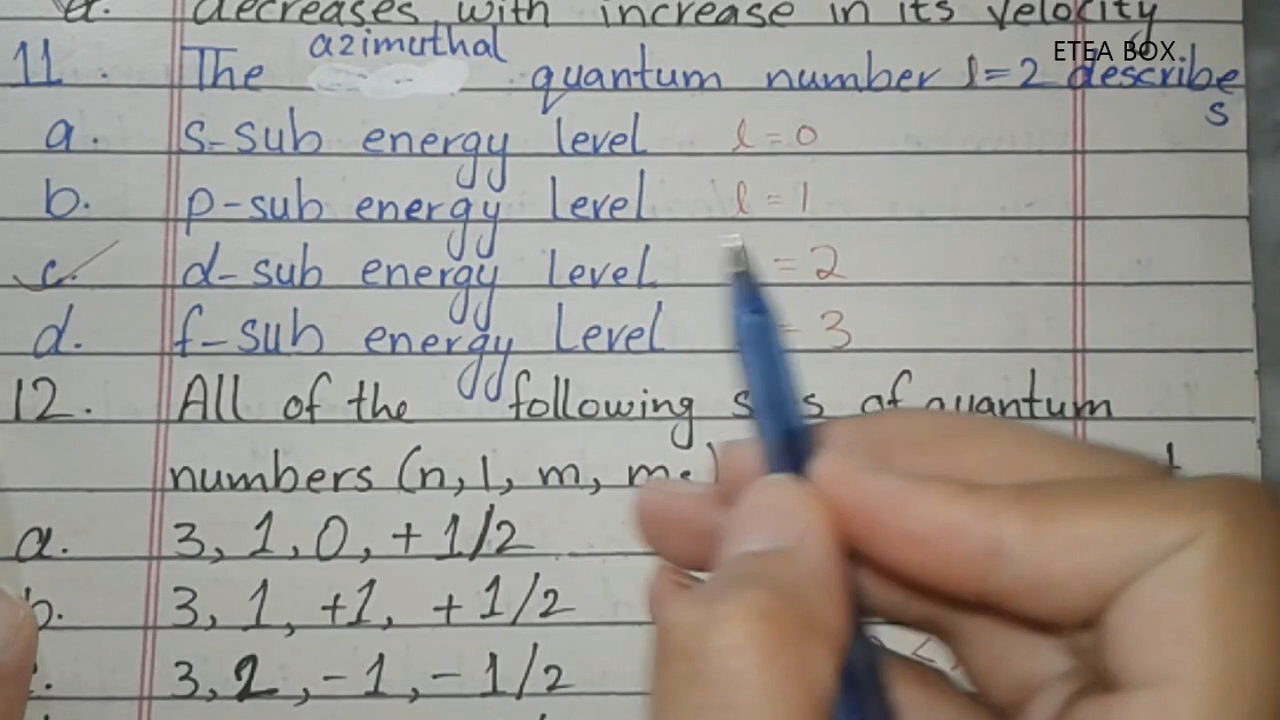 a. decreases with increase in its velocity
ETEA BOX
azimuthal
11. The quantum number l=2 describe
s
a. s-sub energy level l=0
b. p-sub energy level l=1
c. d-sub energy level =2
d. f-sub energy level 3
12. All of the following of quantum
numbers (n, l, m,
a. 3, 1, 0, +1/2
b. 3, 1, +1, +1/2
3, 2, -1, -1/2